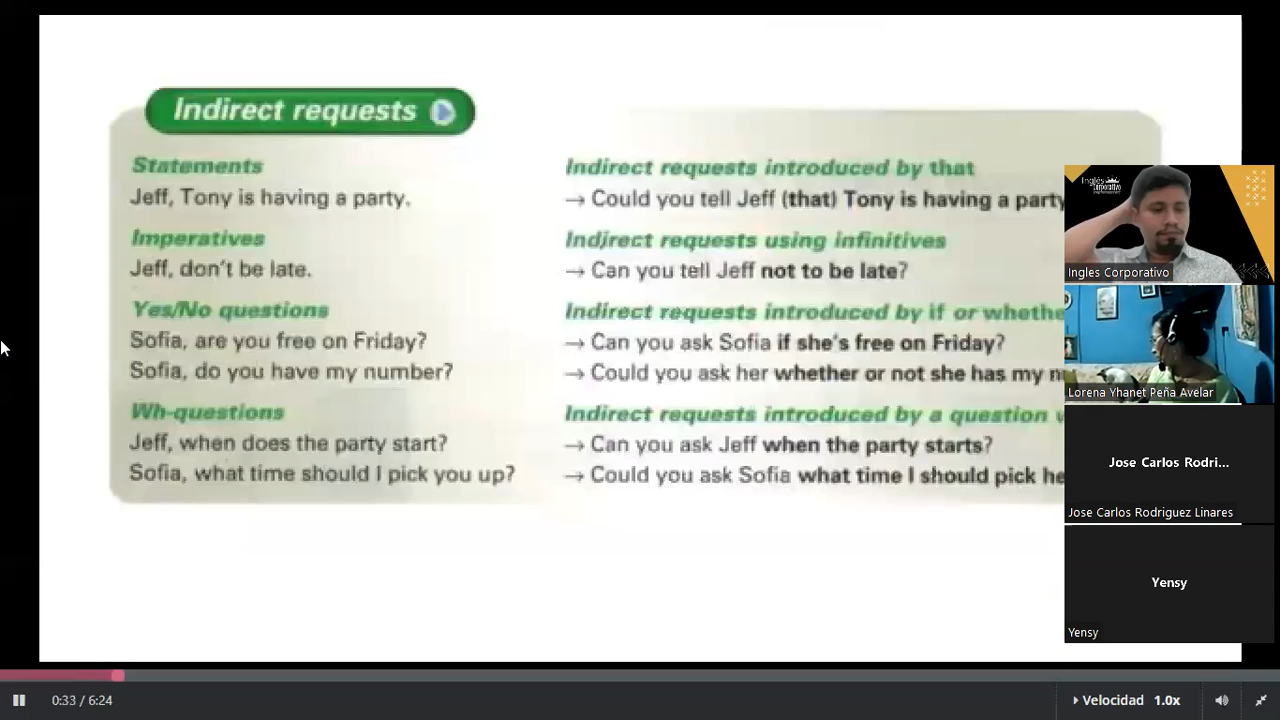 Indirect requests
Statements
Jeff, Tony is having a party.
Imperatives
Jeff, don't be late.
Yes/No questions
Sofia, are you free on Friday?
Sofia, do you have my number?
Wh-questions
Jeff, when does the party start?
Sofia, what time should I pick you up?
Indirect requests introduced by that
→ Could you tell Jeff (that) Tony is having a party
Indirect requests using infinitives
→ Can you tell Jeff not to be late?
Indirect requests introduced by if or whethe
→ Can you ask Sofia if she's free on Friday?
→ Could you ask her whether or not she has my n
Indirect requests introduced by a question
→ Can you ask Jeff when the party starts?
→ Could you ask Sofia what time I should pick he
Inglés
Corporativo
Ingles Corporativo
Lorena Yhanet Peña Avelar
Jose Carlos Rodri...
Jose Carlos Rodriguez Linares
Yensy
Yensy
0:33 / 6:24
Velocidad 1.0x